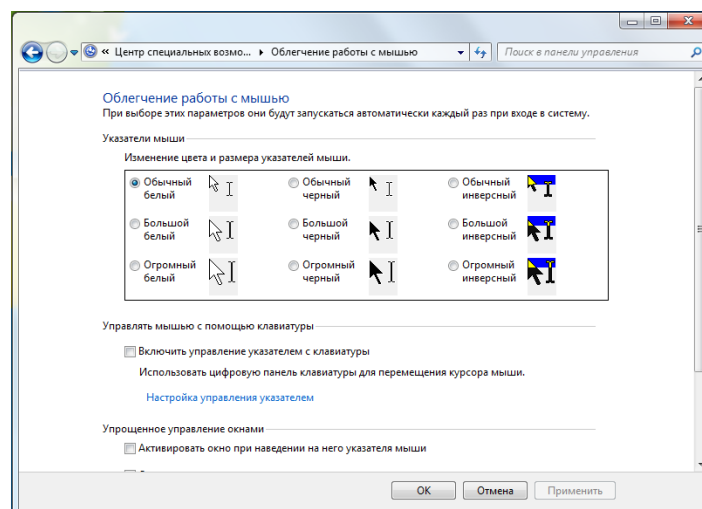 « Центр специальных возмо... Облегчение работы с мышью Поиск в панели управления
Облегчение работы с мышью
При выборе этих параметров они будут запускаться автоматически каждый раз при входе в систему.
Указатели мыши
Изменение цвета и размера указателей мыши.
Обычный белый Обычный черный Обычный инверсный
Большой белый Большой черный Большой инверсный
Огромный белый Огромный черный Огромный инверсный
Управлять мышью с помощью клавиатуры
Включить управление указателем с клавиатуры
Использовать цифровую панель клавиатуры для перемещения курсора мыши.
Настройка управления указателем
Упрощенное управление окнами
Активировать окно при наведении на него указателя мыши
OK Отмена Применить